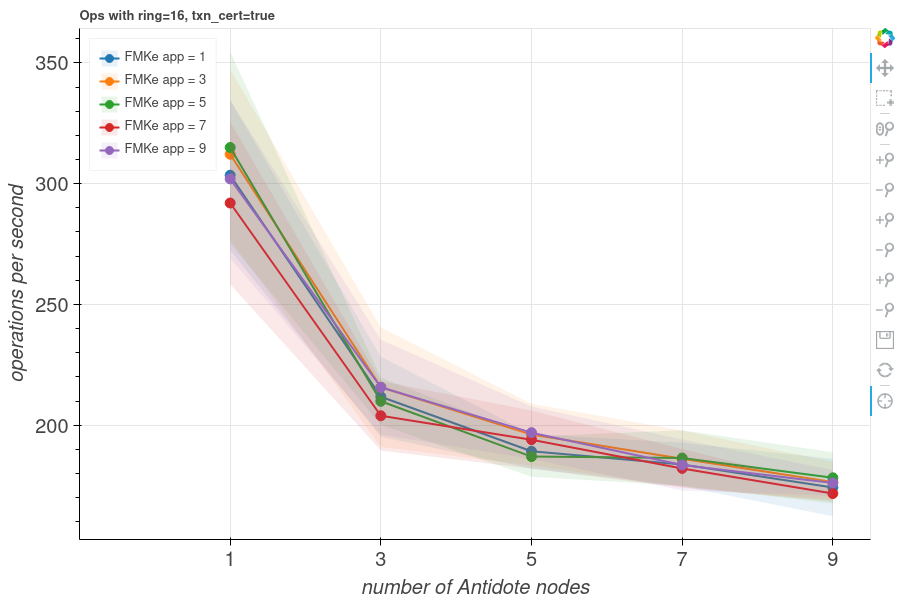 Ops with ring=16, txn_cert=true
FMKe app = 1
FMKe app = 3
FMKe app = 5
FMKe app = 7
FMKe app = 9
350
300
250
200
operations per second
1 3 5 7 9
number of Antidote nodes